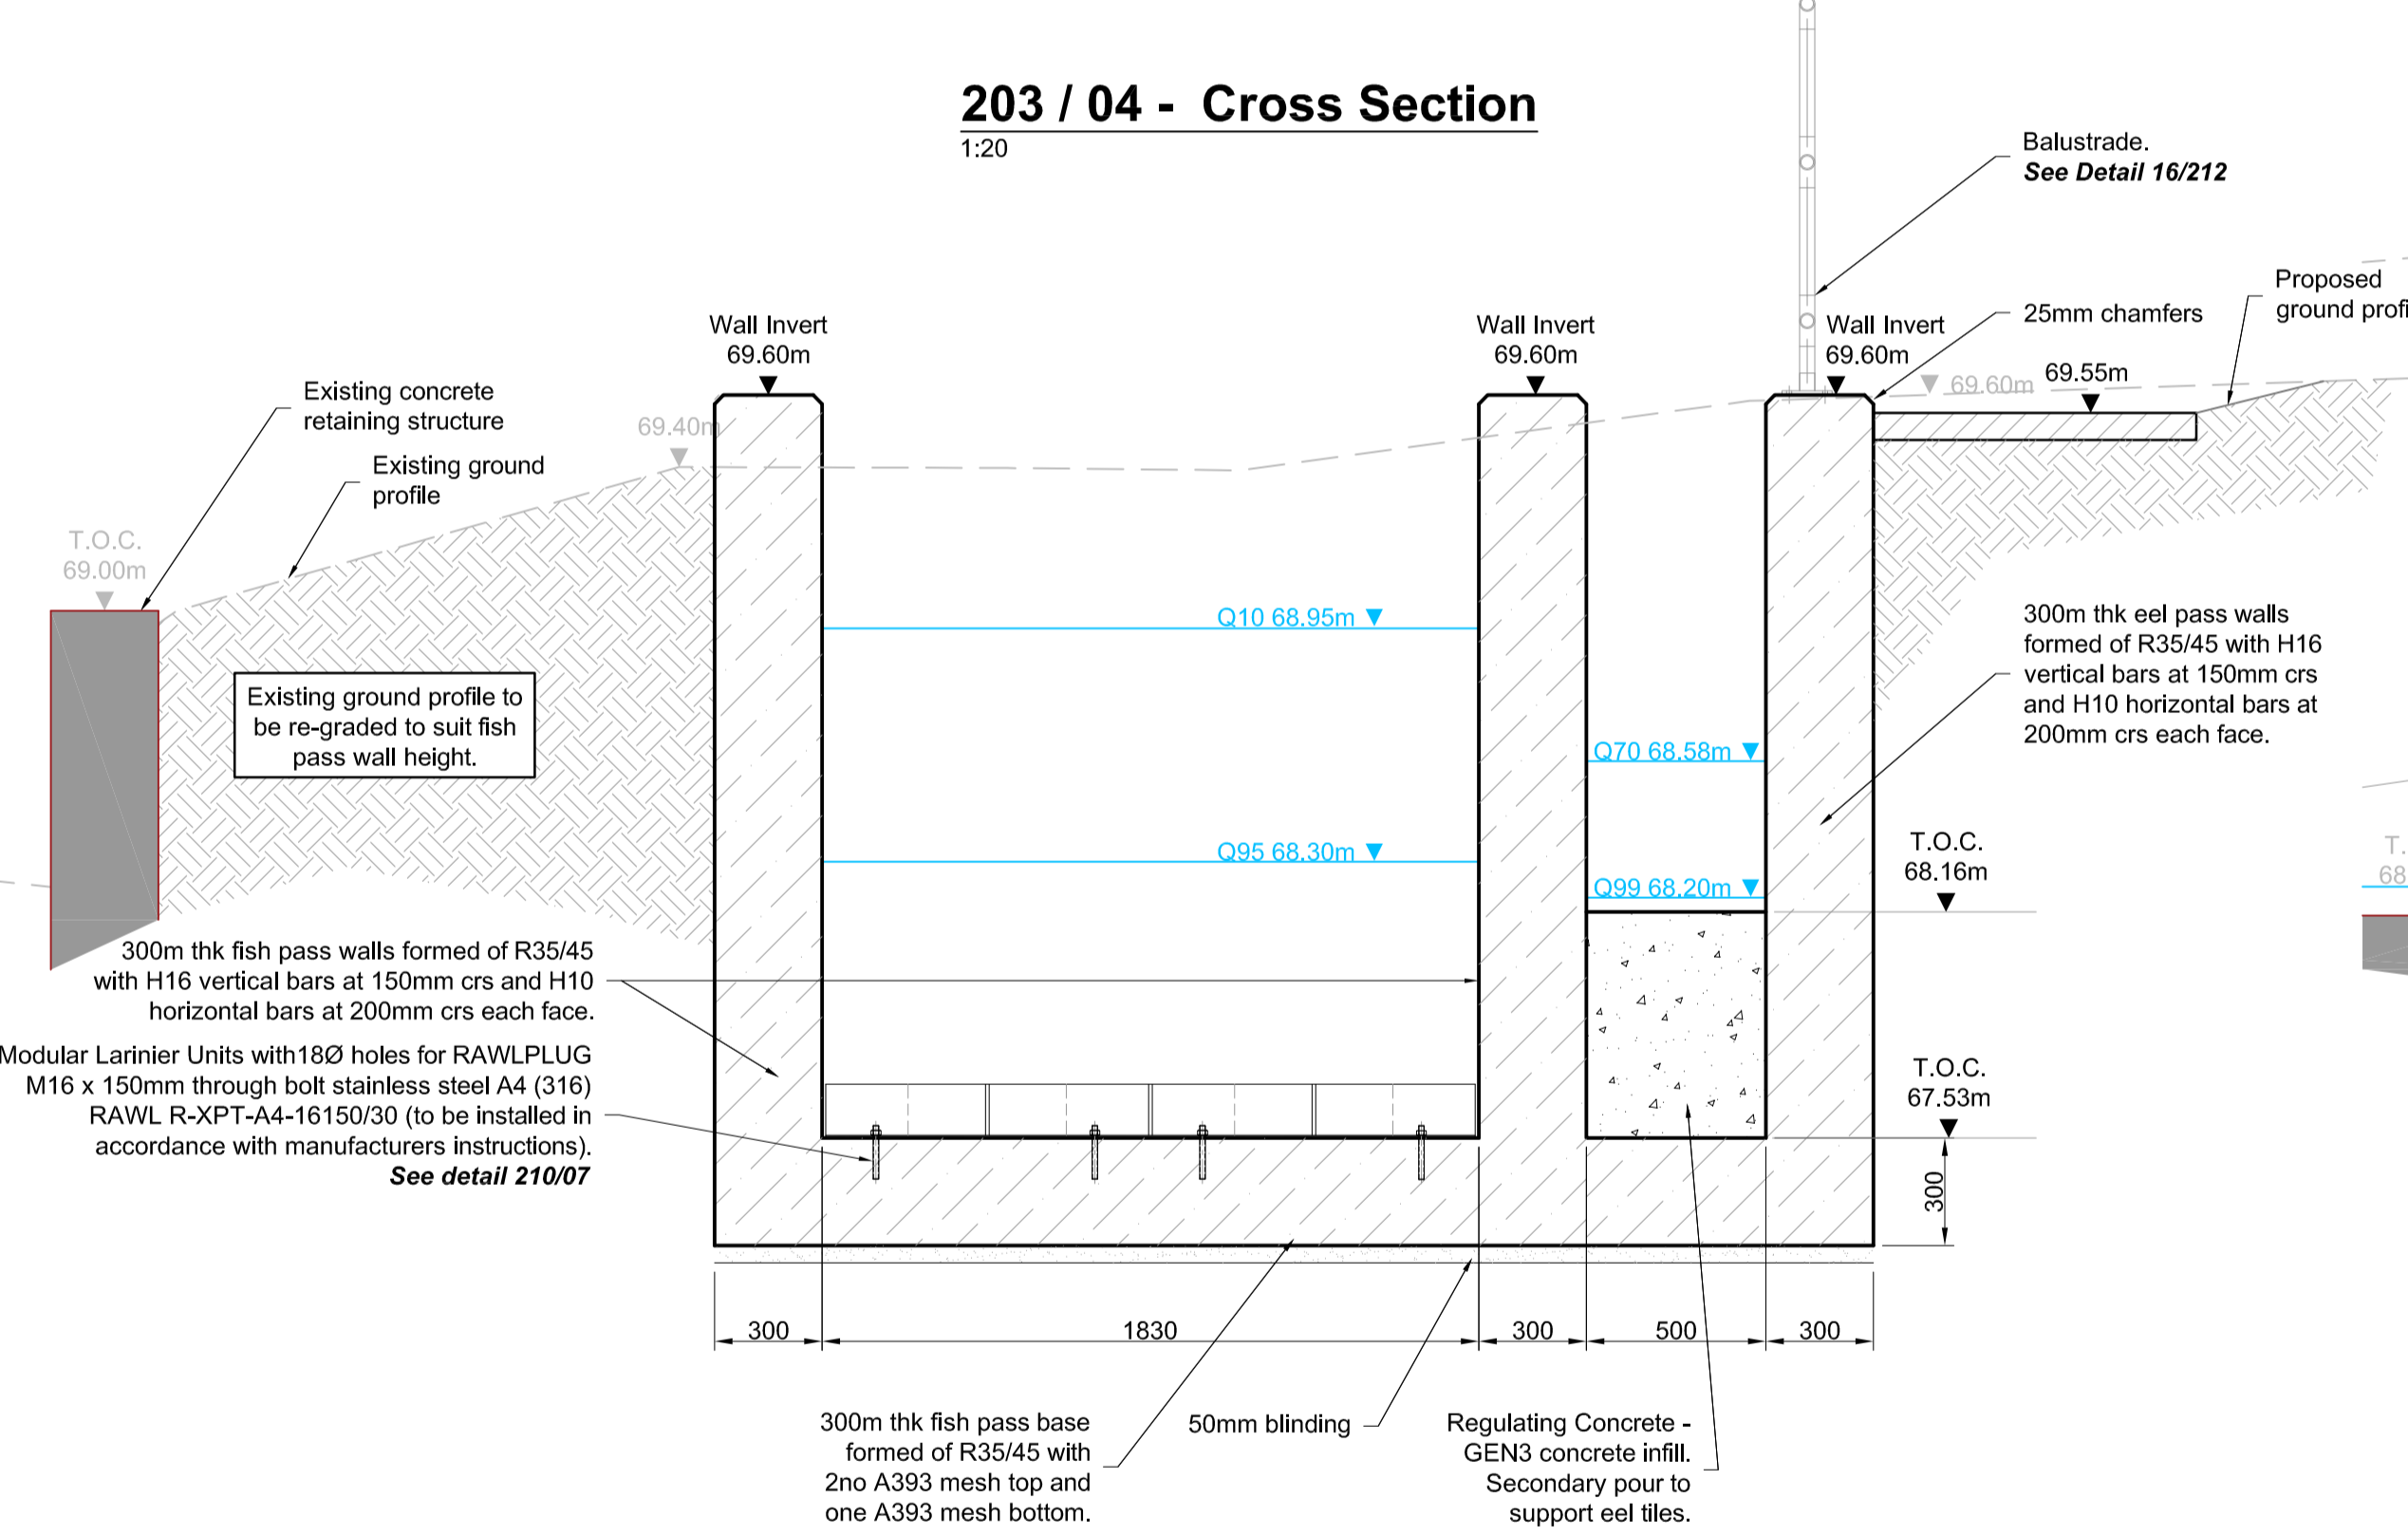 203 / 04 - Cross Section
1:20
Balustrade.
See Detail 16/212
Proposed
ground
25mm chamfers
Wall Invert
69.60m
Wall Invert
69.60m
Wall Invert
69.60m
69.60m
69.55m
Existing concrete
retaining structure
69.40m
Existing ground
profile
T.O.C.
69.00m
Q10 68.95m
300m thk eel pass walls
formed of R35/45 with H16
vertical bars at 150mm crs
and H10 horizontal bars at
200mm crs each face.
Existing ground profile to
be re-graded to suit fish
pass wall height.
Q70 68.58m
Q95 68.30m
Q99 68.20m
T.O.C.
68.16m
T.
68
300m thk fish pass walls formed of R35/45
with H16 vertical bars at 150mm crs and H10
horizontal bars at 200mm crs each face.
Modular Larinier Units with18Ø holes for RAWLPLUG
M16 x 150mm through bolt stainless steel A4 (316)
RAWL R-XPT-A4-16150/30 (to be installed in
accordance with manufacturers instructions).
See detail 210/07
T.O.C.
67.53m
300
300
1830
300
500
300
300m thk fish pass base
formed of R35/45 with
2no A393 mesh top and
one A393 mesh bottom.
50mm blinding
Regulating Concrete -
GEN3 concrete infill.
Secondary pour to
support eel tiles.